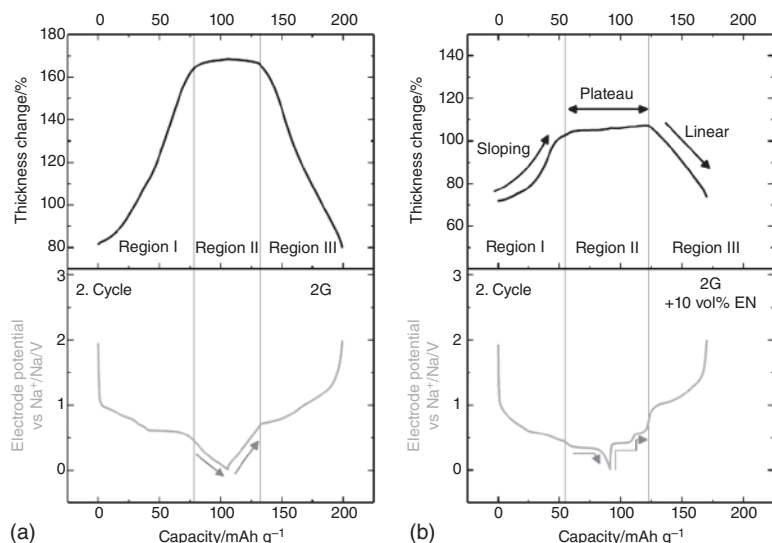 0 50 100 150 200
180
160
140
120
100
80
Thickness change/%
Region I Region II Region III
3
2
1
0
Electrode potential
vs Na⁺/Na/V
2. Cycle 2G
0 50 100 150 200
Capacity/mAh g⁻¹
(a)
0 50 100 150 200
140
120
100
80
60
Thickness change/%
Plateau
Sloping
Linear
Region I Region II Region III
3
2
1
0
Electrode potential
vs Na⁺/Na/V
2. Cycle 2G
+10 vol% EN
0 50 100 150 200
Capacity/mAh g⁻¹
(b)